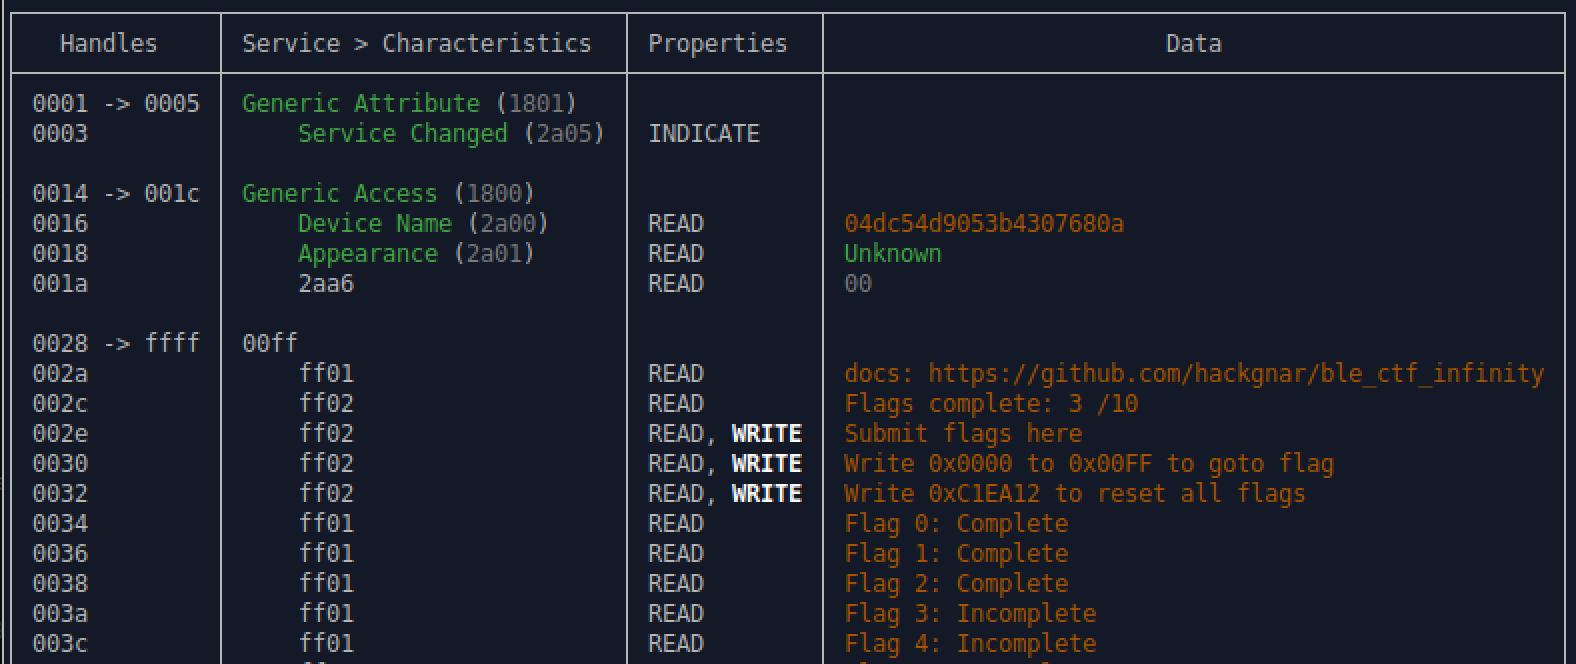 Handles Service > Characteristics Properties Data
0001 -> 0005 Generic Attribute (1801)
0003 Service Changed (2a05) INDICATE
0014 -> 001c Generic Access (1800)
0016 Device Name (2a00) READ 04dc54d9053b4307680a
0018 Appearance (2a01) READ Unknown
001a 2aa6 READ 00
0028 -> ffff 00ff
002a ff01 READ docs: https://github.com/hackgnar/ble_ctf_infinity
002c ff02 READ Flags complete: 3 /10
002e ff02 READ, WRITE Submit flags here
0030 ff02 READ, WRITE Write 0x0000 to 0x00FF to goto flag
0032 ff02 READ, WRITE Write 0xC1EA12 to reset all flags
0034 ff01 READ Flag 0: Complete
0036 ff01 READ Flag 1: Complete
0038 ff01 READ Flag 2: Complete
003a ff01 READ Flag 3: Incomplete
003c ff01 READ Flag 4: Incomplete